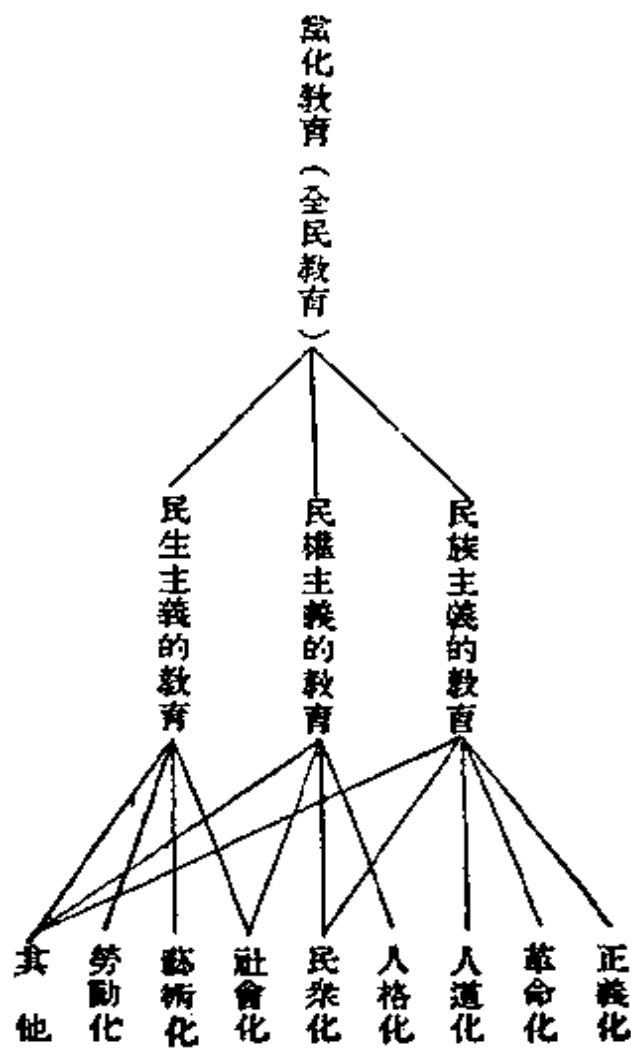 黨化教育（全民教育）
民族主義的教育
民權主義的教育
民生主義的教育
正義化
革命化
人道化
人格化
民衆化
社會化
藝術化
勞動化
其他